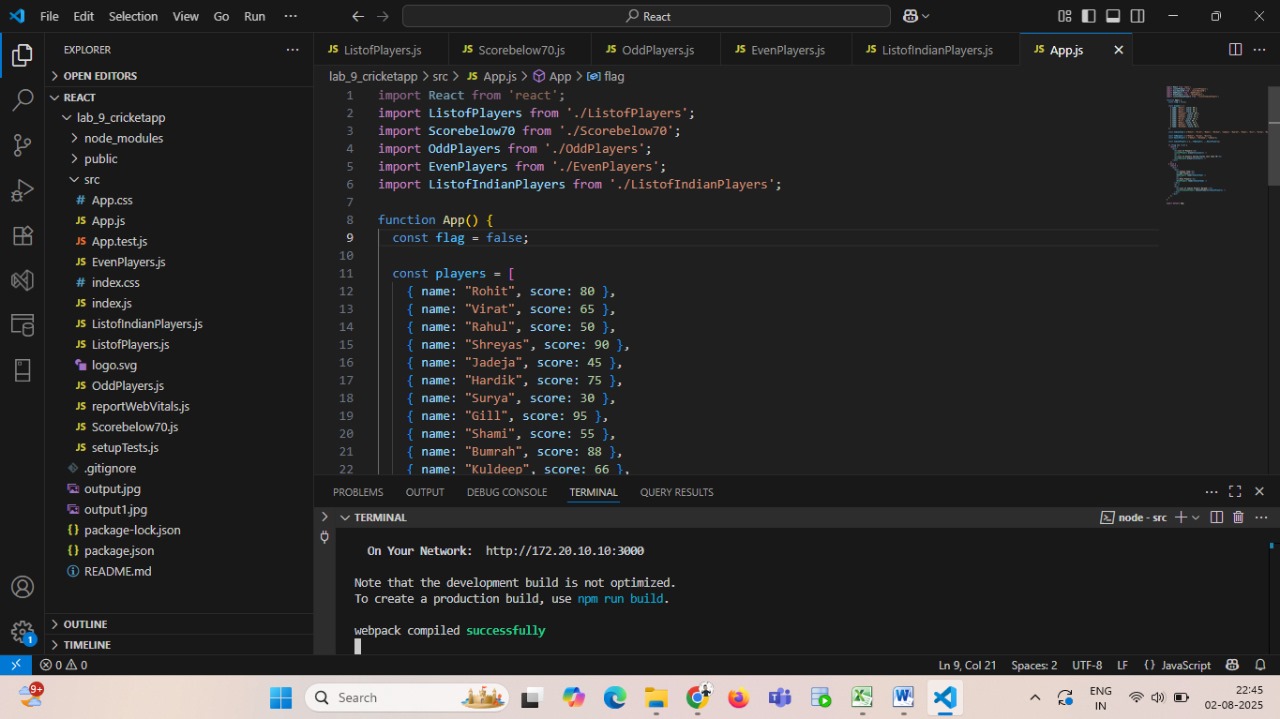 File Edit Selection View Go Run ···
React
EXPLORER
OPEN EDITORS
REACT
lab_9_cricketapp
node_modules
public
src
App.css
JS App.js
JS App.test.js
JS EvenPlayers.js
index.css
JS index.js
JS ListofIndianPlayers.js
JS ListofPlayers.js
logo.svg
JS OddPlayers.js
JS reportWebVitals.js
JS Scorebelow70.js
JS setupTests.js
.gitignore
output.jpg
output1.jpg
{} package-lock.json
{} package.json
README.md
OUTLINE
TIMELINE
JS ListofPlayers.js JS Scorebelow70.js JS OddPlayers.js JS EvenPlayers.js JS ListofIndianPlayers.js JS App.js
lab_9_cricketapp > src > JS App.js > App > flag
1 import React from 'react';
2 import ListofPlayers from './ListofPlayers';
3 import Scorebelow70 from './Scorebelow70';
4 import OddPlayers from './OddPlayers';
5 import EvenPlayers from './EvenPlayers';
6 import ListofIndianPlayers from './ListofIndianPlayers';
7
8 function App() {
9 const flag = false;
10
11 const players = [
12 { name: "Rohit", score: 80 },
13 { name: "Virat", score: 65 },
14 { name: "Rahul", score: 50 },
15 { name: "Shreyas", score: 90 },
16 { name: "Jadeja", score: 45 },
17 { name: "Hardik", score: 75 },
18 { name: "Surya", score: 30 },
19 { name: "Gill", score: 95 },
20 { name: "Shami", score: 55 },
21 { name: "Bumrah", score: 88 },
22 { name: "Kuldeep", score: 66 },
PROBLEMS OUTPUT DEBUG CONSOLE TERMINAL QUERY RESULTS
TERMINAL
node - src
On Your Network: http://172.20.10.10:3000
Note that the development build is not optimized.
To create a production build, use npm run build.
webpack compiled successfully
0 0
Ln 9, Col 21 Spaces: 2 UTF-8 LF {} JavaScript
9+
Search
ENG
IN
22:45
02-08-2025